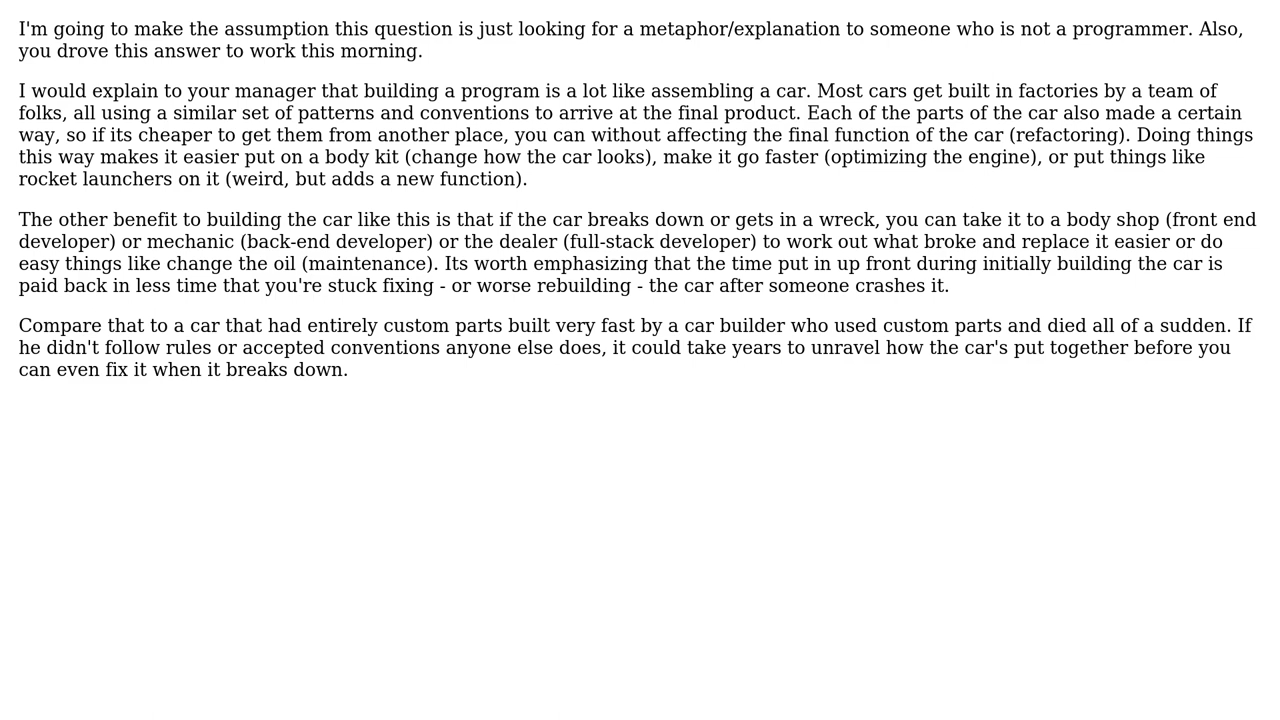 I'm going to make the assumption this question is just looking for a metaphor/explanation to someone who is not a programmer. Also,
you drove this answer to work this morning.
I would explain to your manager that building a program is a lot like assembling a car. Most cars get built in factories by a team of
folks, all using a similar set of patterns and conventions to arrive at the final product. Each of the parts of the car also made a certain
way, so if its cheaper to get them from another place, you can without affecting the final function of the car (refactoring). Doing things
this way makes it easier put on a body kit (change how the car looks), make it go faster (optimizing the engine), or put things like
rocket launchers on it (weird, but adds a new function).
The other benefit to building the car like this is that if the car breaks down or gets in a wreck, you can take it to a body shop (front end
developer) or mechanic (back-end developer) or the dealer (full-stack developer) to work out what broke and replace it easier or do
easy things like change the oil (maintenance). Its worth emphasizing that the time put in up front during initially building the car is
paid back in less time that you're stuck fixing - or worse rebuilding - the car after someone crashes it.
Compare that to a car that had entirely custom parts built very fast by a car builder who used custom parts and died all of a sudden. If
he didn't follow rules or accepted conventions anyone else does, it could take years to unravel how the car's put together before you
can even fix it when it breaks down.